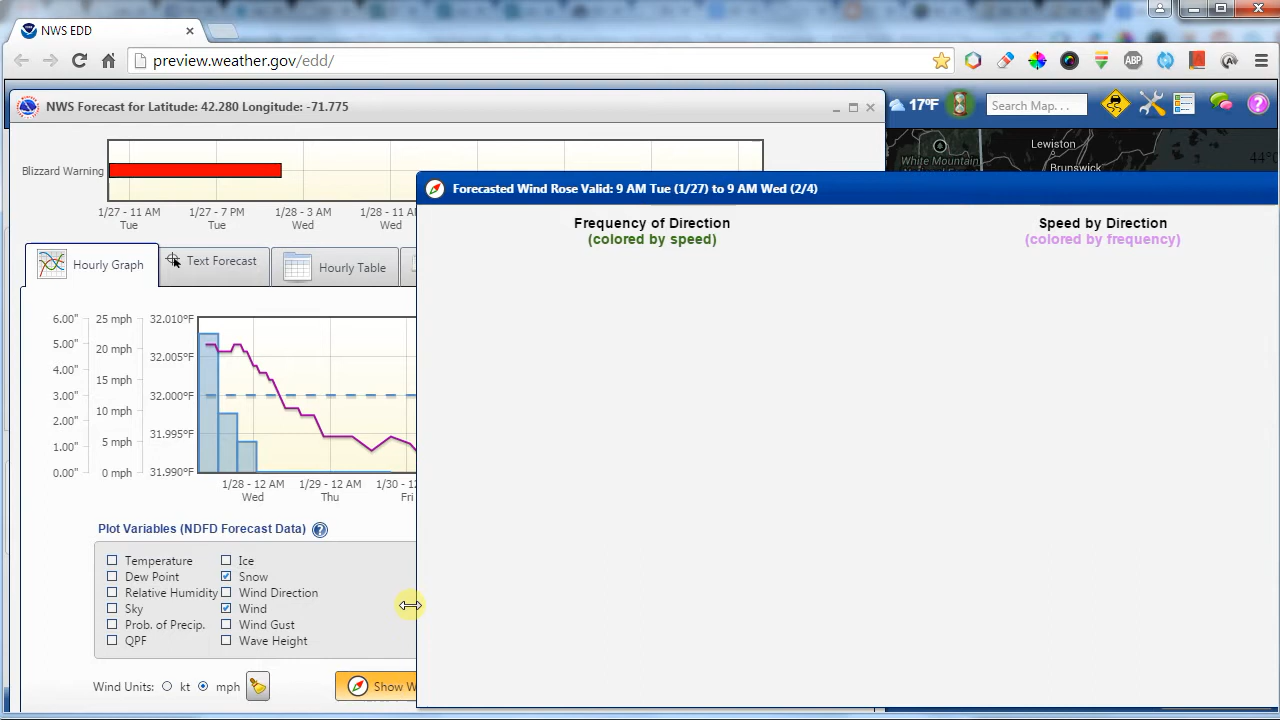 NWS EDD
preview.weather.gov/edd/
NWS Forecast for Latitude: 42.280 Longitude: -71.775
17°F
Search Map...
ABP
Lewiston
White Mountain
Brunswick
44°
Blizzard Warning
1/27 - 11 AM Tue
1/27 - 7 PM Tue
1/28 - 3 AM Wed
1/28 - 11 Wed
Forecasted Wind Rose Valid: 9 AM Tue (1/27) to 9 AM Wed (2/4)
Frequency of Direction
(colored by speed)
Speed by Direction
(colored by frequency)
Hourly Graph
Text Forecast
Hourly Table
6.00" 25 mph 32.010°F
5.00" 20 mph 32.005°F
4.00" 15 mph
3.00" 32.000°F
2.00" 10 mph 31.995°F
1.00" 5 mph
0.00" 0 mph 31.990°F
1/28 - 12 AM Wed
1/29 - 12 AM Thu
1/30 - 12 Fri
Plot Variables (NDFD Forecast Data) ?
Temperature
Dew Point
Relative Humidity
Sky
Prob. of Precip.
QPF
Ice
Snow
Wind Direction
Wind
Wind Gust
Wave Height
Wind Units: kt mph
Show W